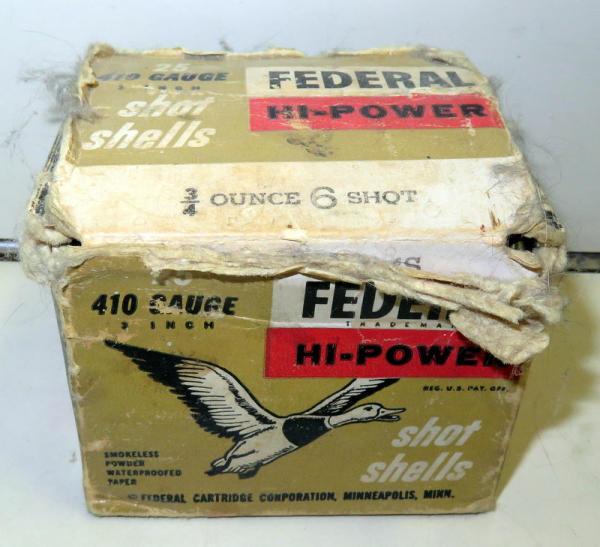 25
410 GAUGE
3 INCH
shot
shells
FEDERAL
HI-POWER
3/4 OUNCE 6 SHOT
410 GAUGE
3 INCH
FEDER
TRADEMA
HI-POWER
REG. U.S. PAT. OFF.
shot
shells
SMOKELESS
POWDER
WATERPROOFED
PAPER
© FEDERAL CARTRIDGE CORPORATION, MINNEAPOLIS, MINN.